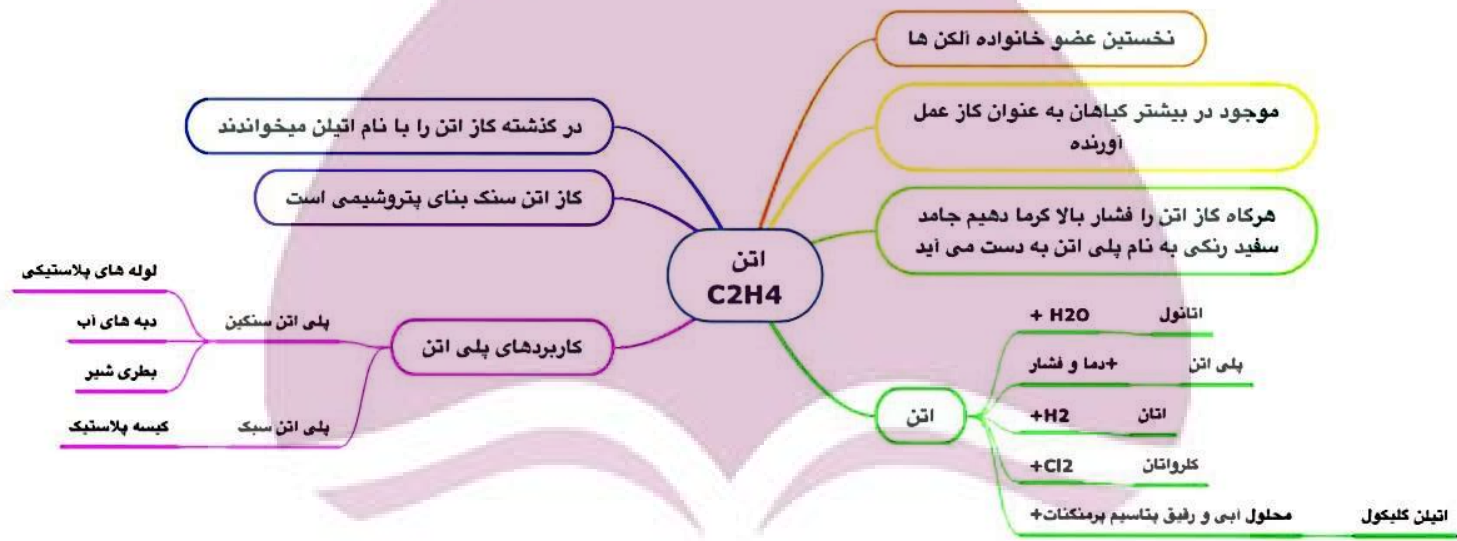 اتن
C2H4
نخستین عضو خانواده آلکن ها
موجود در بیشتر گیاهان به عنوان گاز عمل
آورنده
هرگاه گاز اتن را فشار بالا گرما دهیم جامد
سفید رنگی به نام پلی اتن به دست می آید
اتن
+ H2O
اتانول
+دما و فشار
پلی اتن
+H2
اتان
+Cl2
کلرواتان
محلول آبی و رقیق پتاسیم پرمنگنات+
اتیلن گلیکول
در گذشته گاز اتن را با نام اتیلن میخواندند
گاز اتن سنگ بنای پتروشیمی است
کاربردهای پلی اتن
پلی اتن سنگین
لوله های پلاستیکی
دبه های آب
بطری شیر
پلی اتن سبک
کیسه پلاستیک